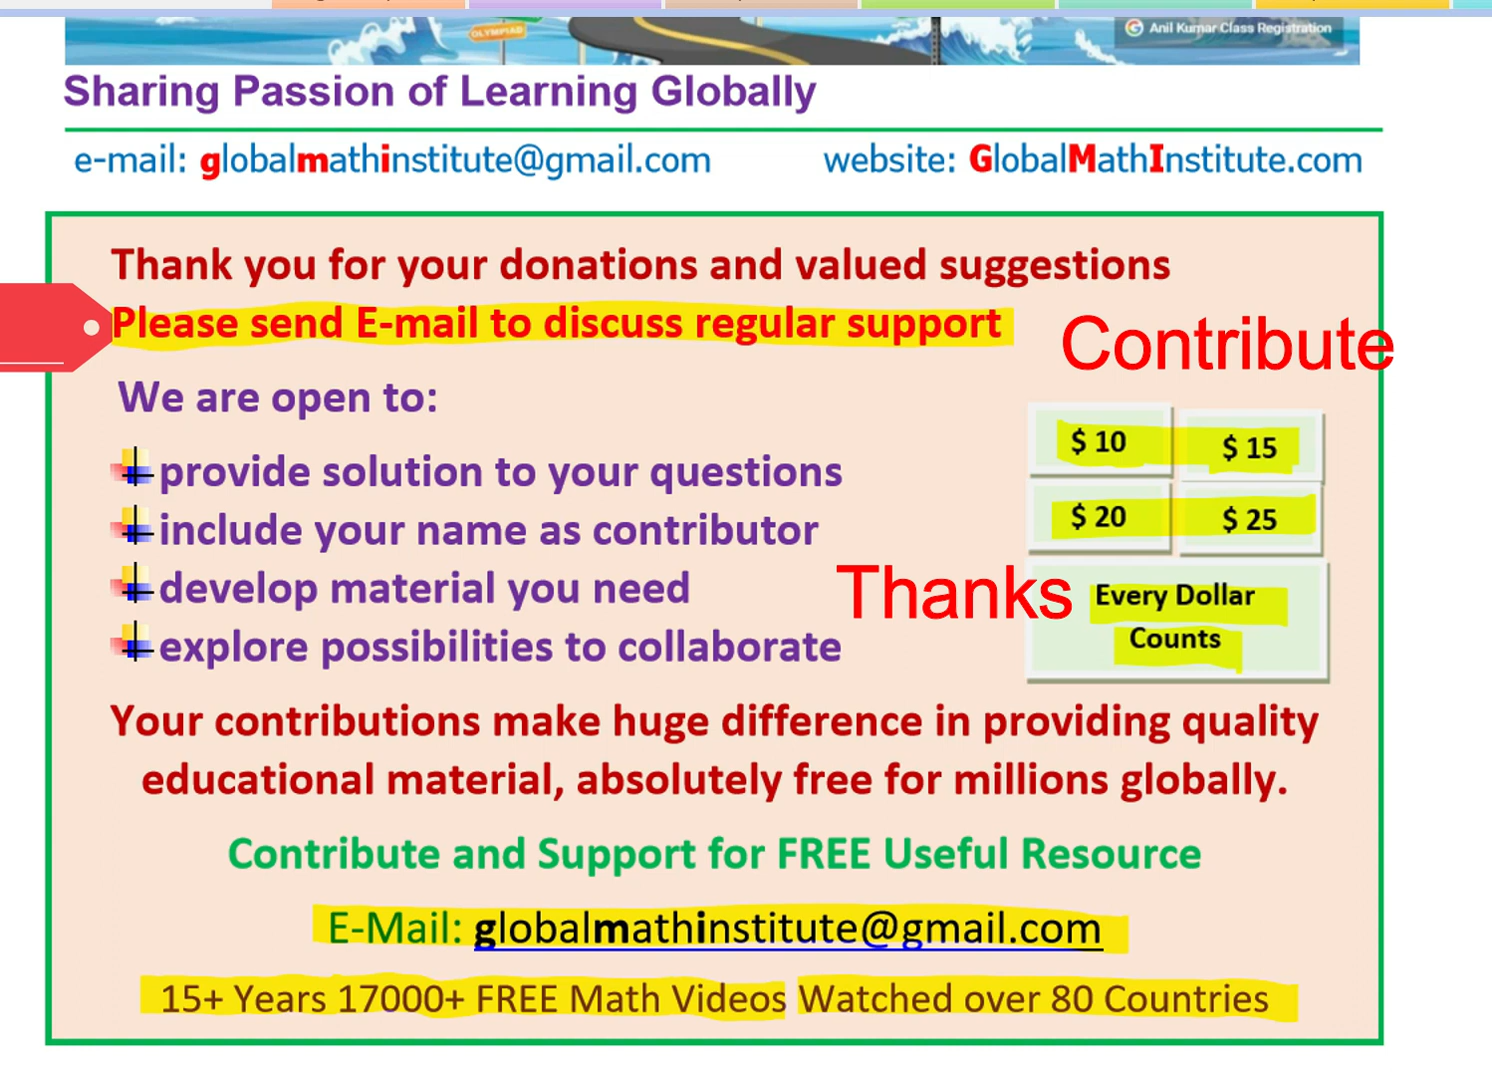 OLYMPIAD
Anil Kumar Class Registration
Sharing Passion of Learning Globally
e-mail: globalmathinstitute@gmail.com website: GlobalMathInstitute.com
Thank you for your donations and valued suggestions
Please send E-mail to discuss regular support
Contribute
We are open to:
$ 10 $ 15
provide solution to your questions
$ 20 $ 25
include your name as contributor
develop material you need
Thanks
Every Dollar
Counts
explore possibilities to collaborate
Your contributions make huge difference in providing quality
educational material, absolutely free for millions globally.
Contribute and Support for FREE Useful Resource
E-Mail: globalmathinstitute@gmail.com
15+ Years 17000+ FREE Math Videos Watched over 80 Countries